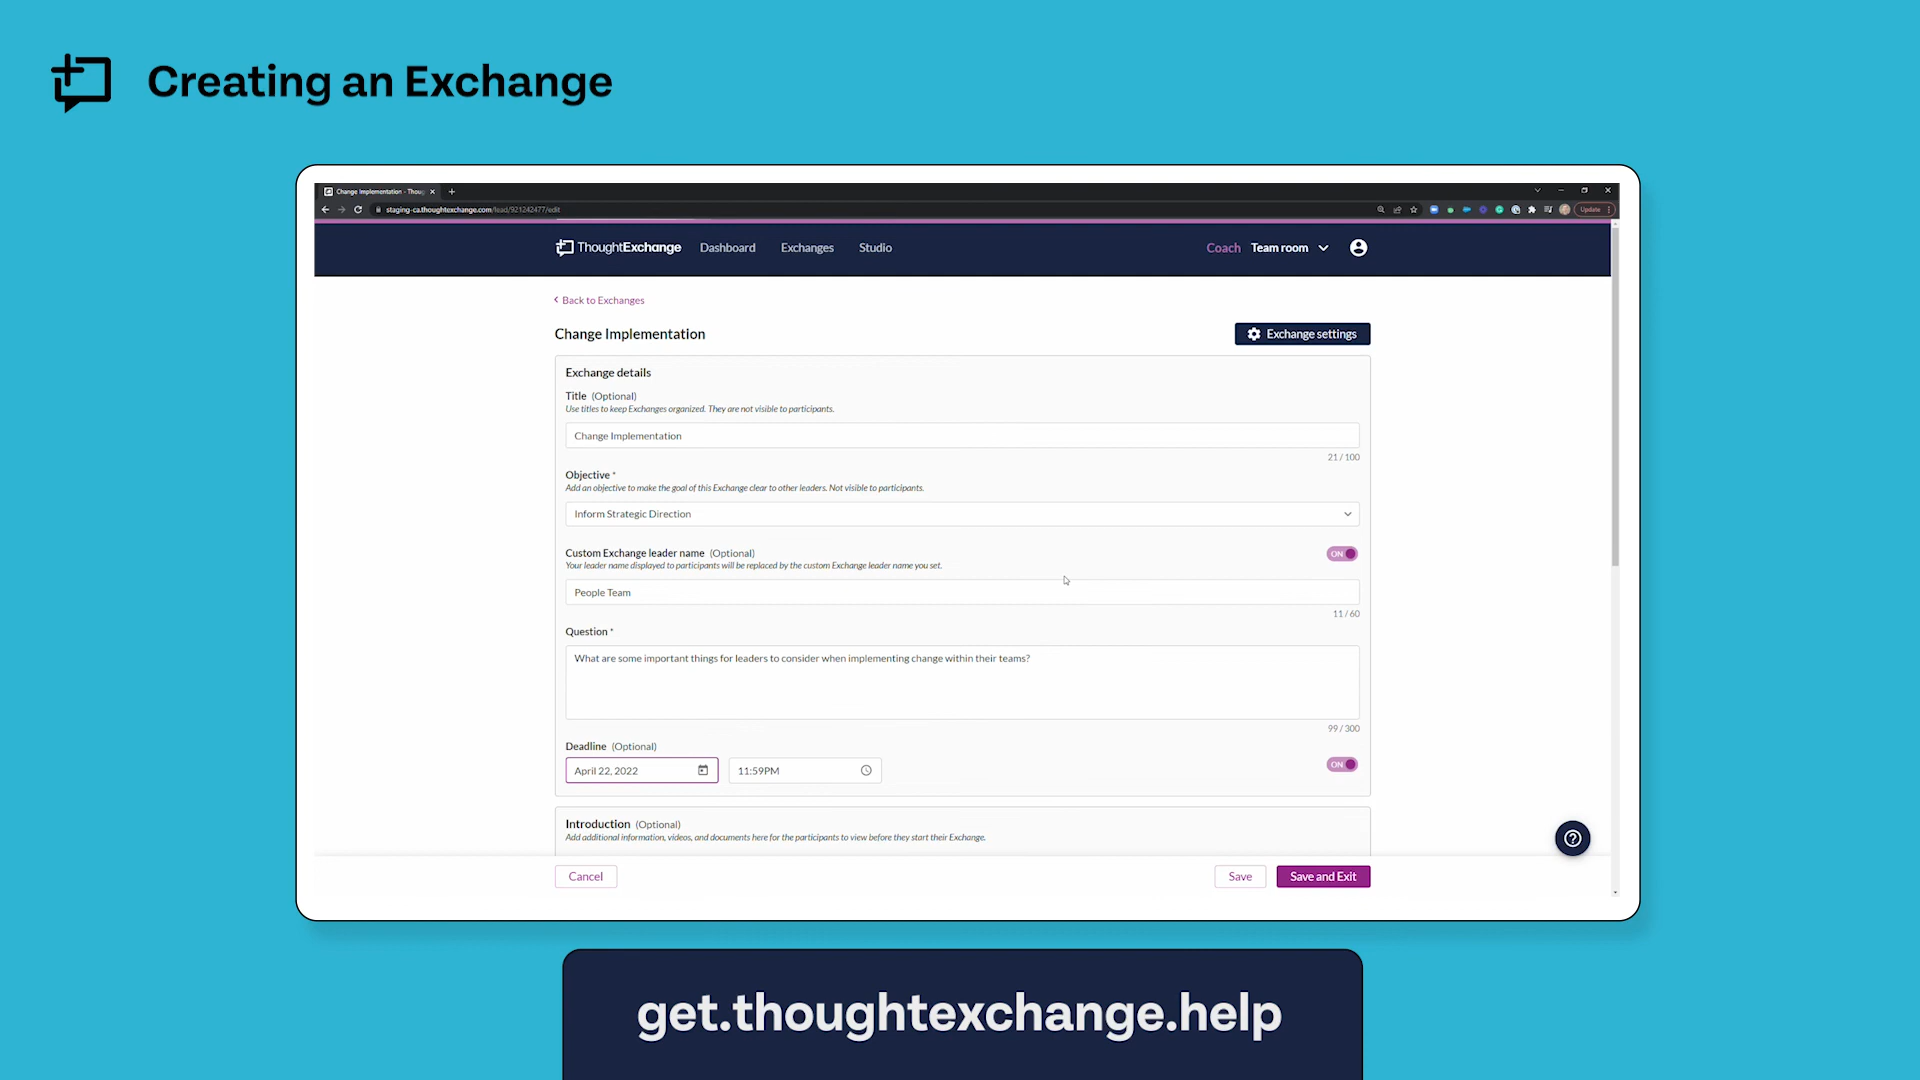 Creating an Exchange
Change Implementation - Thoug
staging-ca.thoughtexchange.com/lead/921242477/edit
Update
ThoughtExchange
Dashboard
Exchanges
Studio
Coach
Team room
Back to Exchanges
Change Implementation
Exchange settings
Exchange details
Title (Optional)
Use titles to keep Exchanges organized. They are not visible to participants.
Change Implementation
21 / 100
Objective *
Add an objective to make the goal of this Exchange clear to other leaders. Not visible to participants.
Inform Strategic Direction
Custom Exchange leader name (Optional)
ON
Your leader name displayed to participants will be replaced by the custom Exchange leader name you set.
People Team
11 / 60
Question *
What are some important things for leaders to consider when implementing change within their teams?
99 / 300
Deadline (Optional)
April 22, 2022
11:59PM
ON
Introduction (Optional)
Add additional information, videos, and documents here for the participants to view before they start their Exchange.
Cancel
Save
Save and Exit
get.thoughtexchange.help